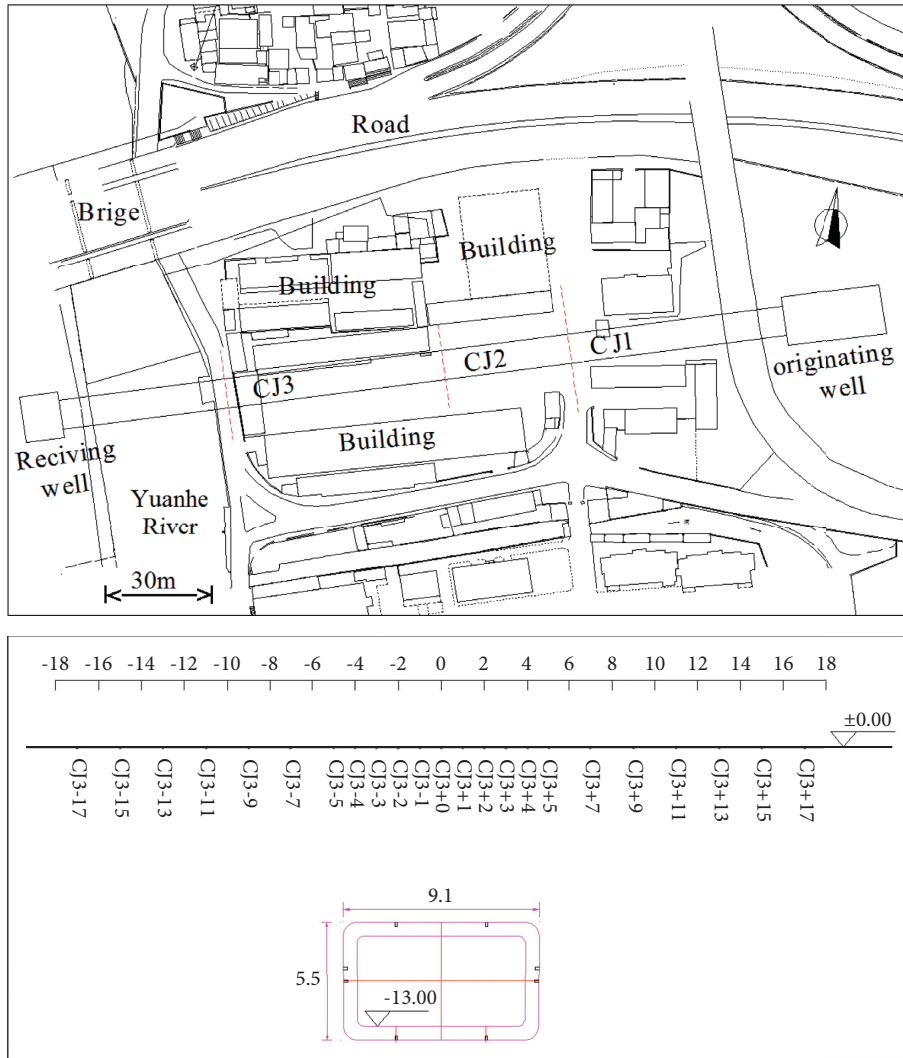 Road
Brige
Building
Building
CJ1
CJ2
CJ3
originating
well
Building
Reciving
well
Yuanhe
River
30m
-18 -16 -14 -12 -10 -8 -6 -4 -2 0 2 4 6 8 10 12 14 16 18
±0.00
CJ3-17
CJ3-15
CJ3-13
CJ3-11
CJ3-9
CJ3-7
CJ3-5
CJ3-4
CJ3-3
CJ3-2
CJ3-1
CJ3+0
CJ3+1
CJ3+2
CJ3+3
CJ3+4
CJ3+5
CJ3+7
CJ3+9
CJ3+11
CJ3+13
CJ3+15
CJ3+17
9.1
5.5
-13.00